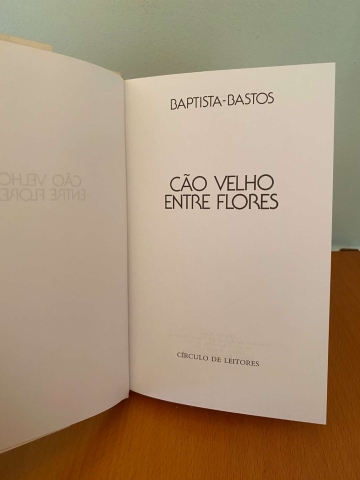 BAPTISTA-BASTOS
CÃO VELHO
ENTRE FLORES
CÍRCULO DE LEITORES